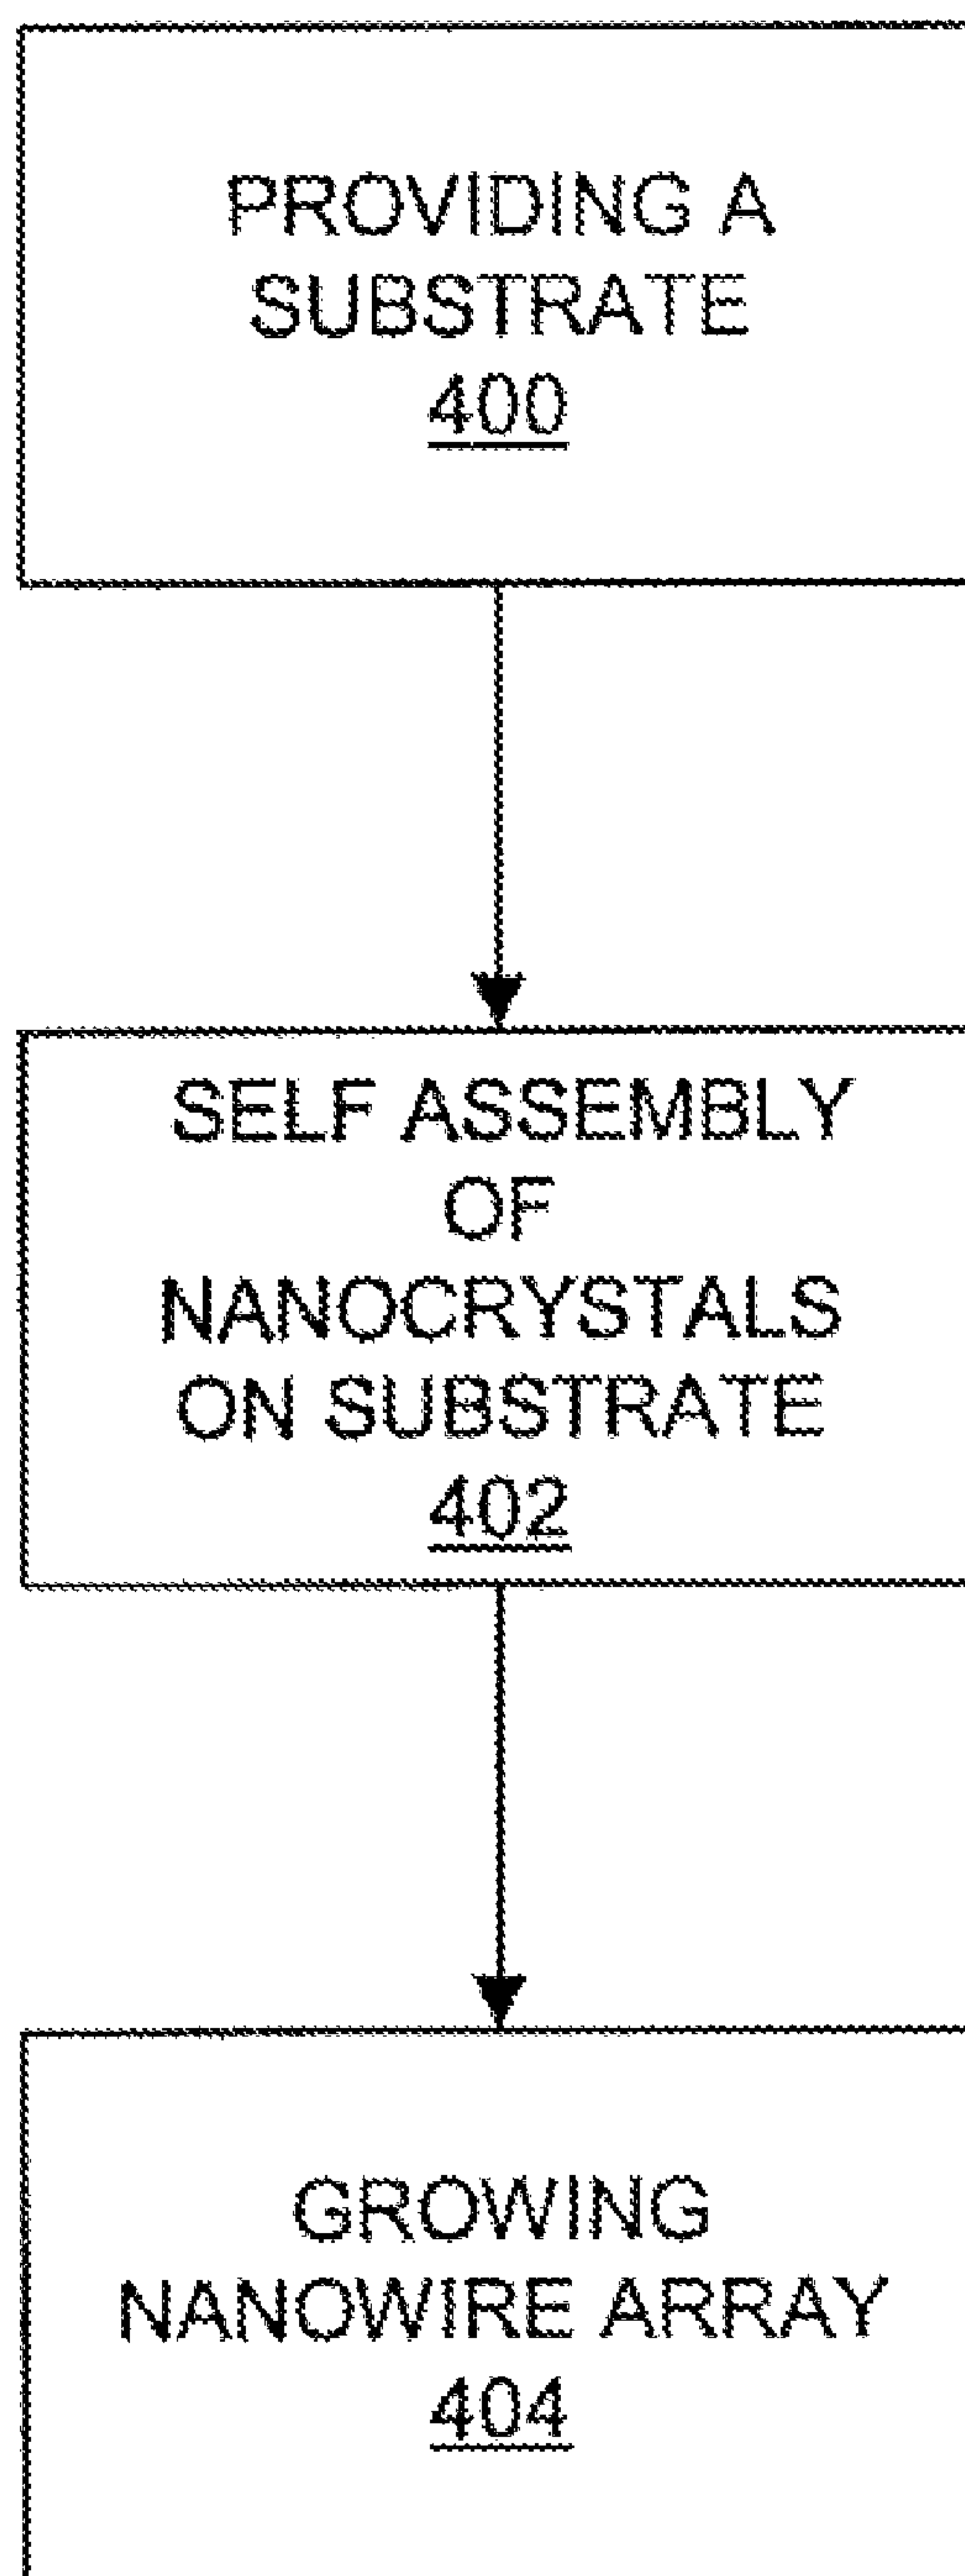 PROVIDING A
SUBSTRATE
400
SELF ASSEMBLY
OF
NANOCRYSTALS
ON SUBSTRATE
402
GROWING
NANOWIRE ARRAY
404